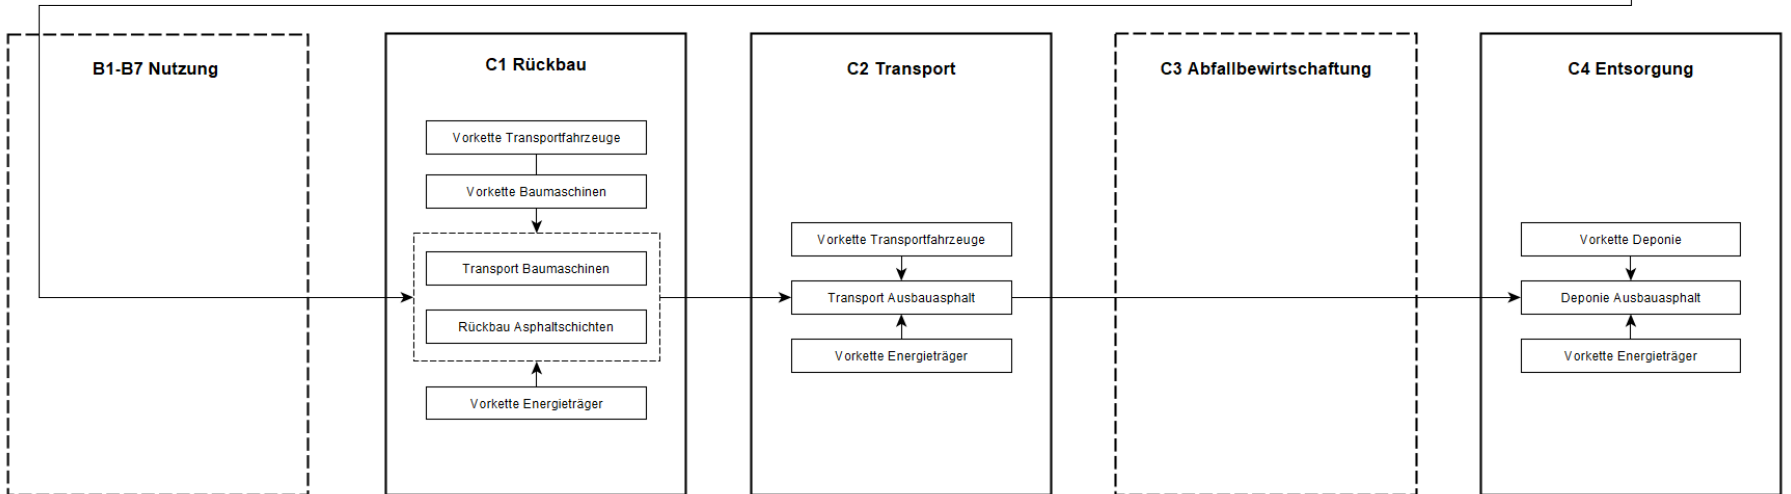 B1-B7 Nutzung
C1 Rückbau
Vorkette Transportfahrzeuge
Vorkette Baumaschinen
Transport Baumaschinen
Rückbau Asphaltschichten
Vorkette Energieträger
C2 Transport
Vorkette Transportfahrzeuge
Transport Ausbauasphalt
Vorkette Energieträger
C3 Abfallbewirtschaftung
C4 Entsorgung
Vorkette Deponie
Deponie Ausbauasphalt
Vorkette Energieträger